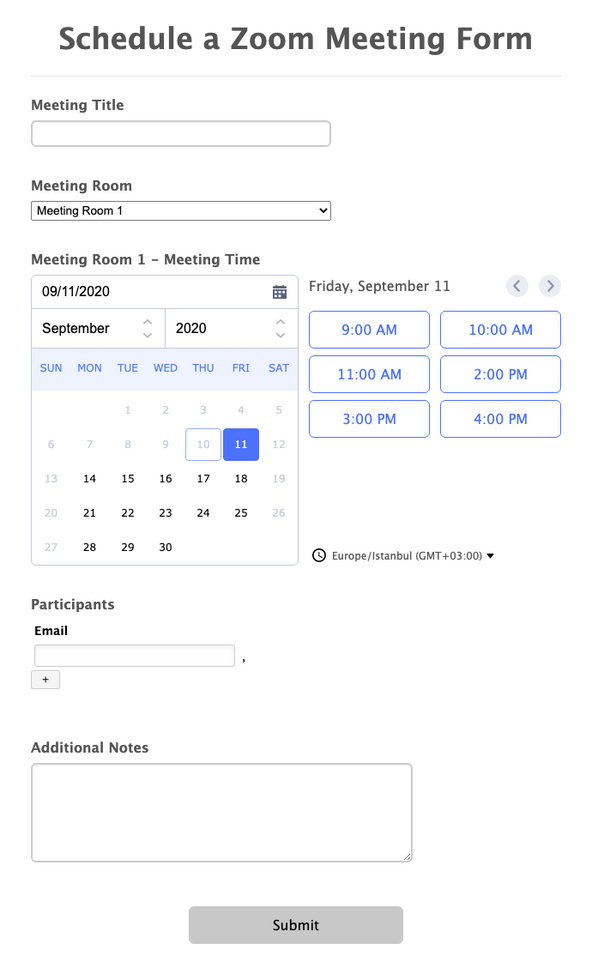 Schedule a Zoom Meeting Form
Meeting Title
Meeting Room
Meeting Room 1
Meeting Room 1 – Meeting Time
09/11/2020
September 2020
SUN MON TUE WED THU FRI SAT
1 2 3 4 5
6 7 8 9 10 11 12
13 14 15 16 17 18 19
20 21 22 23 24 25 26
27 28 29 30
Friday, September 11
9:00 AM 10:00 AM
11:00 AM 2:00 PM
3:00 PM 4:00 PM
Europe/Istanbul (GMT+03:00)
Participants
Email
,
+
Additional Notes
Submit